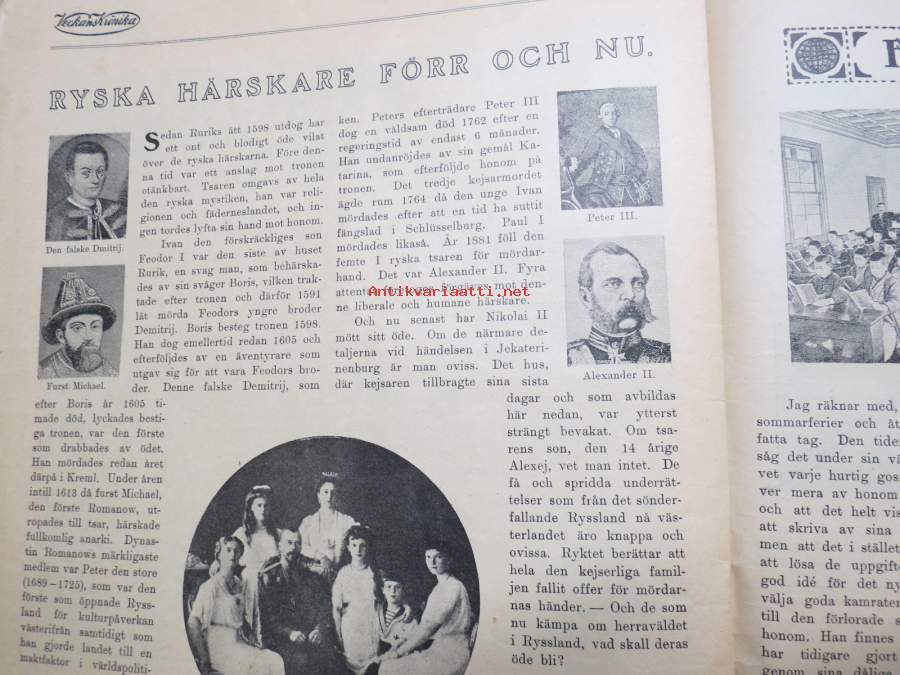 Veckans Krönika
RYSKA HÄRSKARE FÖRR OCH NU.
Den falske Dmitrij.
Furst Michael.
Sedan Ruriks ätt 1598 utdog har
ett ont och blodigt öde vilat
över de ryska härskarna. Före den-
na tid var ett anslag mot tronen
otänkbart. Tsaren omgavs av hela
den ryska mystiken, han var reli-
gionen och fäderneslandet, och in-
gen tordes lyfta sin hand mot honom.
Ivan den förskräckliges son
Feodor I var den siste av huset
Rurik, en svag man, som behärska-
des av sin svåger Boris, vilken trak-
tade efter tronen och därför 1591
lät mörda Feodors yngre broder
Demitrij. Boris besteg tronen 1598.
Han dog emellertid redan 1605 och
efterföljdes av en äventyrare som
utgav sig för att vara Feodors bro-
der. Denne falske Demitrij, som
efter Boris år 1605 ti-
made död, lyckades besti-
ga tronen, var den förste
som drabbades av ödet.
Han mördades redan året
därpå i Kreml. Under åren
intill 1613 då furst Michael,
den förste Romanow, ut-
ropades till tsar, härskade
fullkomlig anarki. Dynas-
tin Romanows märkligaste
medlem var Peter den store
(1689–1725), som var den
förste som öppnade Ryss-
land för kulturpåverkan
västerifrån samtidigt som
han gjorde landet till en
maktfaktor i världspoliti-
ken. Peters efterträdare Peter III
dog en våldsam död 1762 efter en
regeringstid av endast 6 månader.
Han undanröjdes av sin gemål Ka-
tarina, som efterföljde honom på
tronen. Det tredje kejsarmordet
ägde rum 1764 då den unge Ivan
mördades efter att en tid ha suttit
fängslad i Schlüsselburg. Paul I
mördades likaså. År 1881 föll den
femte I ryska tsaren för mördar-
hand. Det var Alexander II. Fyra
attentat förgäves mot den-
ne liberale och humane härskare.
Och nu senast har Nikolai II
mött sitt öde. Om de närmare de-
taljerna vid händelsen i Jekateri-
nenburg är man oviss. Det hus,
där kejsaren tillbragte sina sista
dagar och som avbildas
här nedan, var ytterst
strängt bevakat. Om tsa-
rens son, den 14 årige
Alexej, vet man intet. De
få och spridda underrät-
telser som från det sönder-
fallande Ryssland nå väs-
terlandet äro knappa och
ovissa. Ryktet berättar att
hela den kejserliga famil-
jen fallit offer för mördar-
nas händer. — Och de som
nu kämpa om herraväldet
i Ryssland, vad skall deras
öde bli?
Peter III.
Alexander II.
Antikvariaatti.net
Jag räknar med,
sommarferier och åt
fatta tag. Den tiden
såg det under sin vä
vet varje hurtig gos
ver mera av honom
och att det helt vis
att skriva av sina
men att det i stället
att lösa de uppgifte
god idé för det ny
välja goda kamrater
till den förlorade s
honom. Han finnes
har tidigare gjort
genom sina dåliga